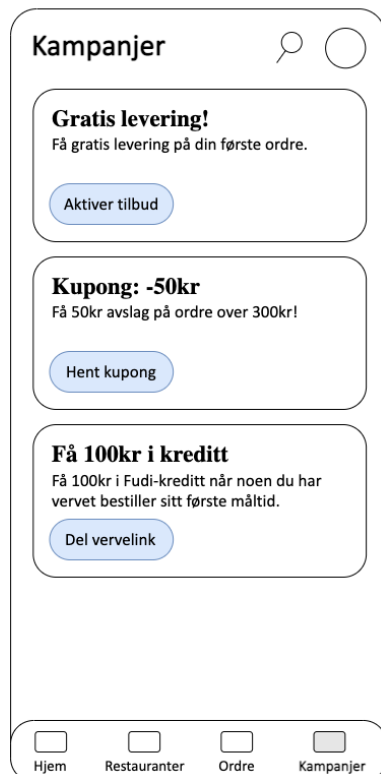 Kampanjer
Gratis levering!
Få gratis levering på din første ordre.
Aktiver tilbud
Kupong: -50kr
Få 50kr avslag på ordre over 300kr!
Hent kupong
Få 100kr i kreditt
Få 100kr i Fudi-kreditt når noen du har
vervet bestiller sitt første måltid.
Del vervelink
Hjem
Restauranter
Ordre
Kampanjer